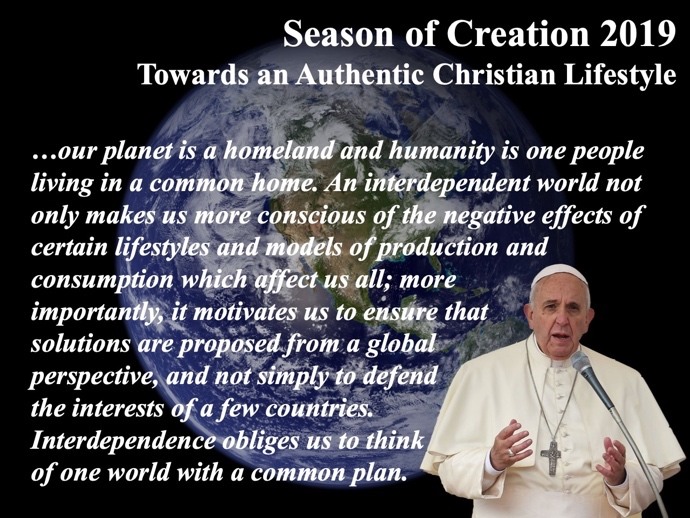 Season of Creation 2019
Towards an Authentic Christian Lifestyle
…our planet is a homeland and humanity is one people
living in a common home. An interdependent world not
only makes us more conscious of the negative effects of
certain lifestyles and models of production and
consumption which affect us all; more
importantly, it motivates us to ensure that
solutions are proposed from a global
perspective, and not simply to defend
the interests of a few countries.
Interdependence obliges us to think
of one world with a common plan.